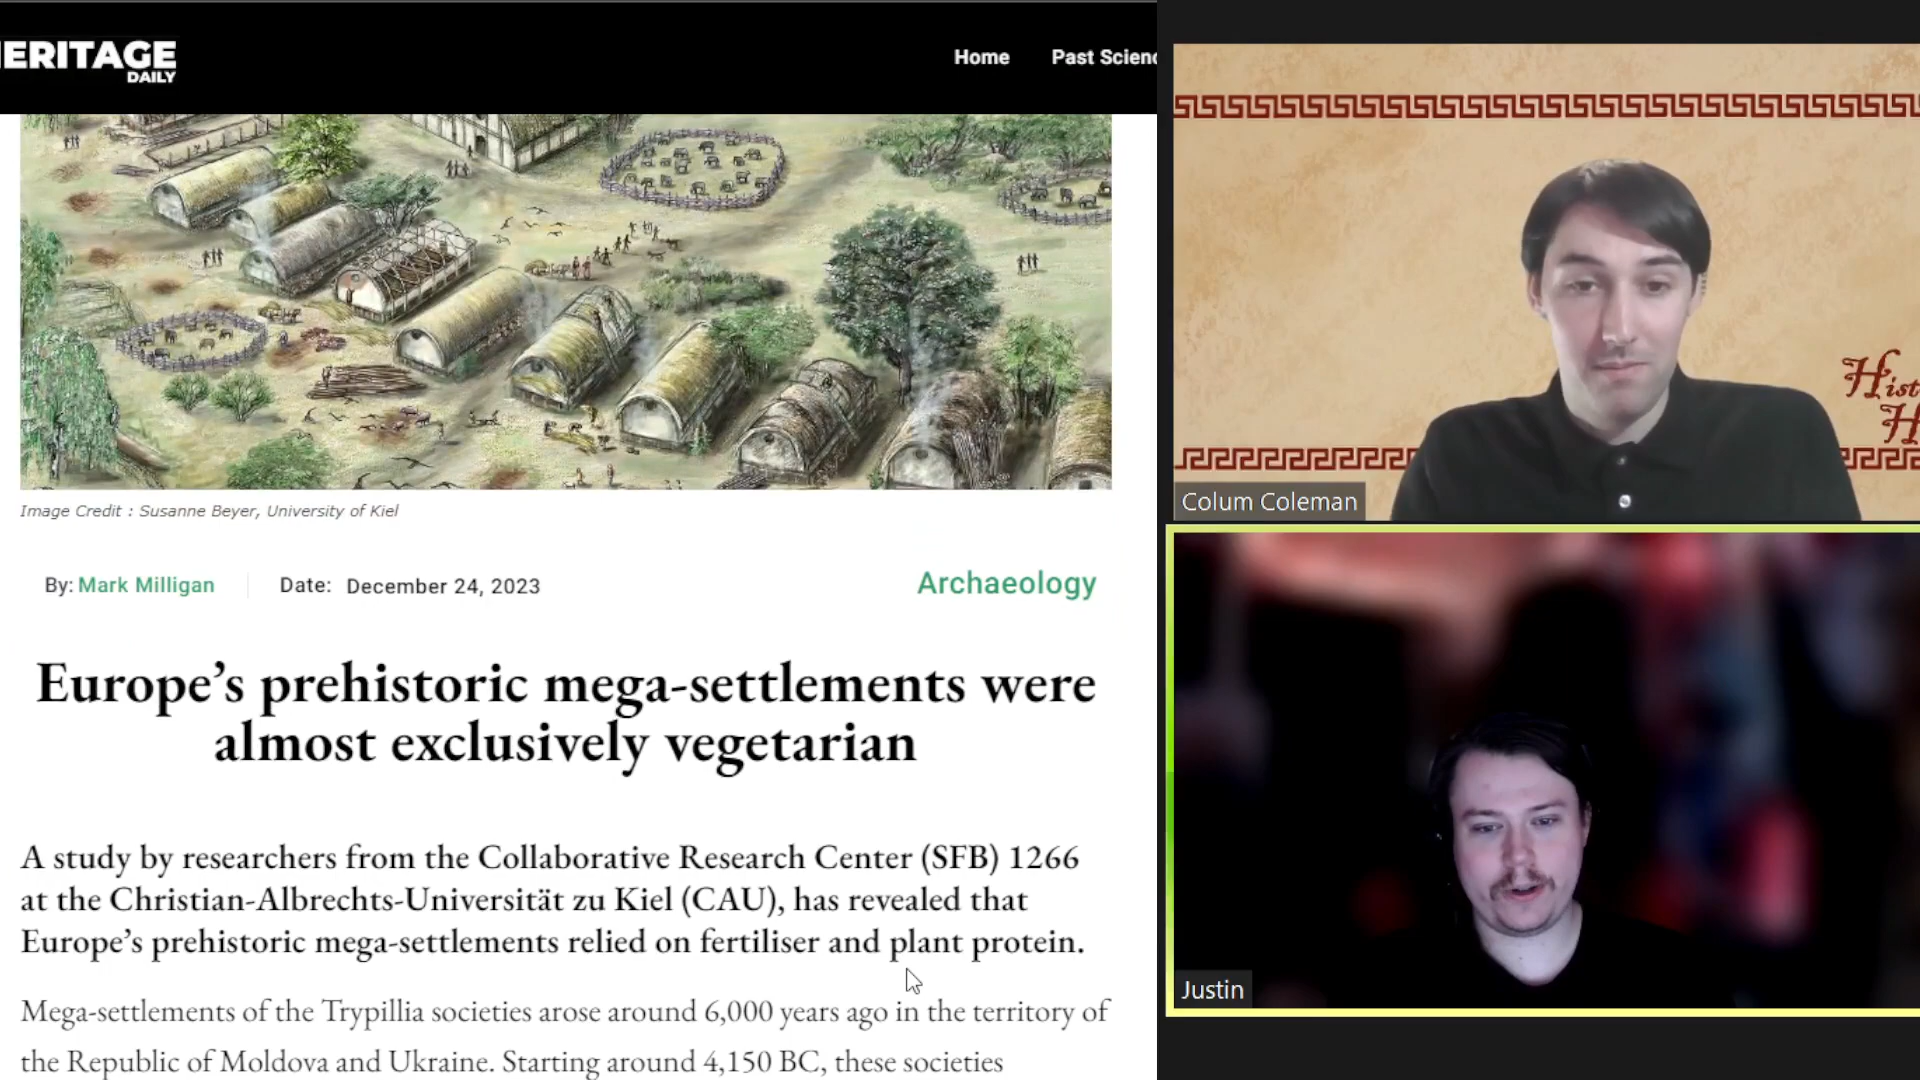 HERITAGE
DAILY
Home
Past Scienc
Image Credit : Susanne Beyer, University of Kiel
By: Mark Milligan
Date: December 24, 2023
Archaeology
Europe’s prehistoric mega-settlements were
almost exclusively vegetarian
A study by researchers from the Collaborative Research Center (SFB) 1266
at the Christian-Albrechts-Universität zu Kiel (CAU), has revealed that
Europe’s prehistoric mega-settlements relied on fertiliser and plant protein.
Mega-settlements of the Trypillia societies arose around 6,000 years ago in the territory of
the Republic of Moldova and Ukraine. Starting around 4,150 BC, these societies
Hist
H
Colum Coleman
Justin